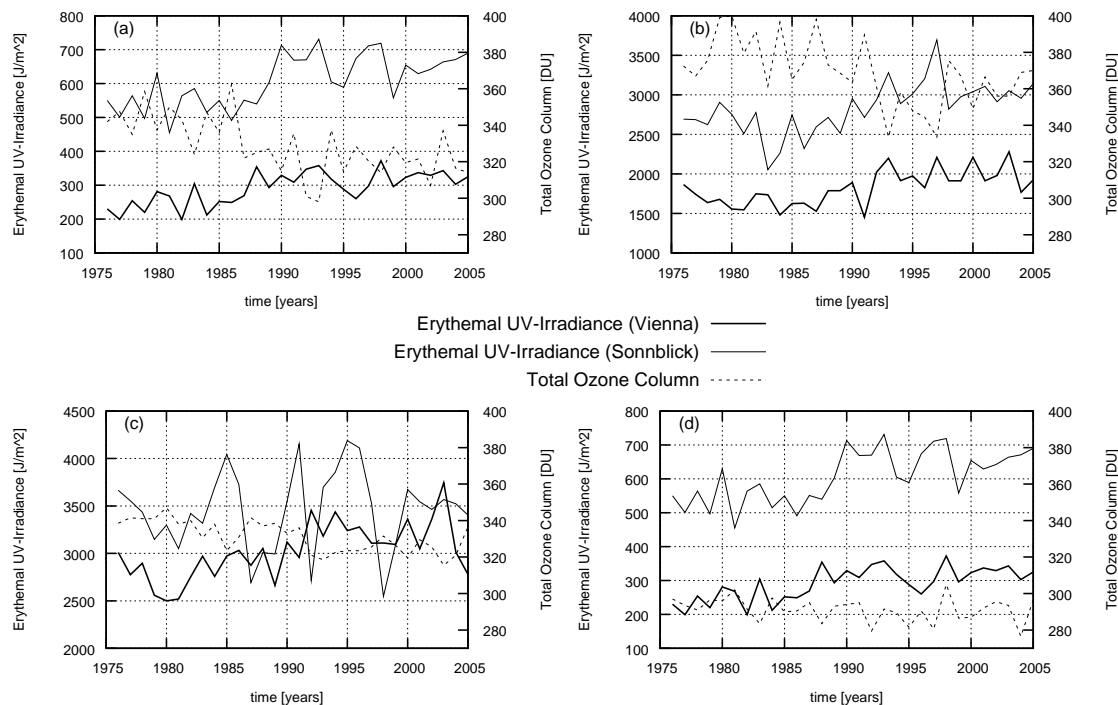 (a)
Erythemal UV-Irradiance [J/m^2]
800
700
600
500
400
300
200
100
400
380
360
340
320
300
280
Total Ozone Column [DU]
1975 1980 1985 1990 1995 2000 2005
time [years]
(b)
Erythemal UV-Irradiance [J/m^2]
4000
3500
3000
2500
2000
1500
1000
400
380
360
340
320
300
280
Total Ozone Column [DU]
1975 1980 1985 1990 1995 2000 2005
time [years]
Erythemal UV-Irradiance (Vienna)
Erythemal UV-Irradiance (Sonnblick)
Total Ozone Column
(c)
Erythemal UV-Irradiance [J/m^2]
4500
4000
3500
3000
2500
2000
400
380
360
340
320
300
280
Total Ozone Column [DU]
1975 1980 1985 1990 1995 2000 2005
time [years]
(d)
Erythemal UV-Irradiance [J/m^2]
800
700
600
500
400
300
200
100
400
380
360
340
320
300
280
Total Ozone Column [DU]
1975 1980 1985 1990 1995 2000 2005
time [years]